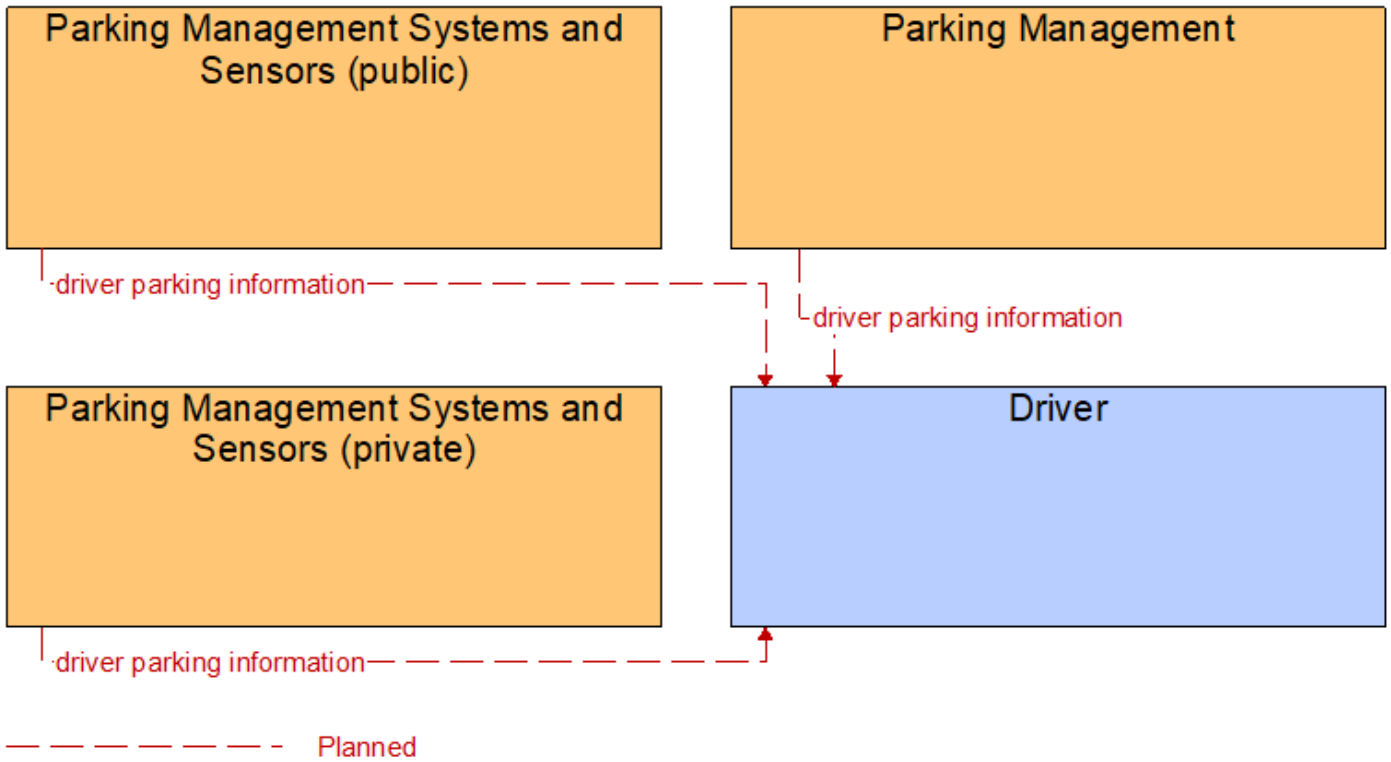 Parking Management Systems and
Sensors (public)
Parking Management
driver parking information
driver parking information
Parking Management Systems and
Sensors (private)
Driver
driver parking information
Planned